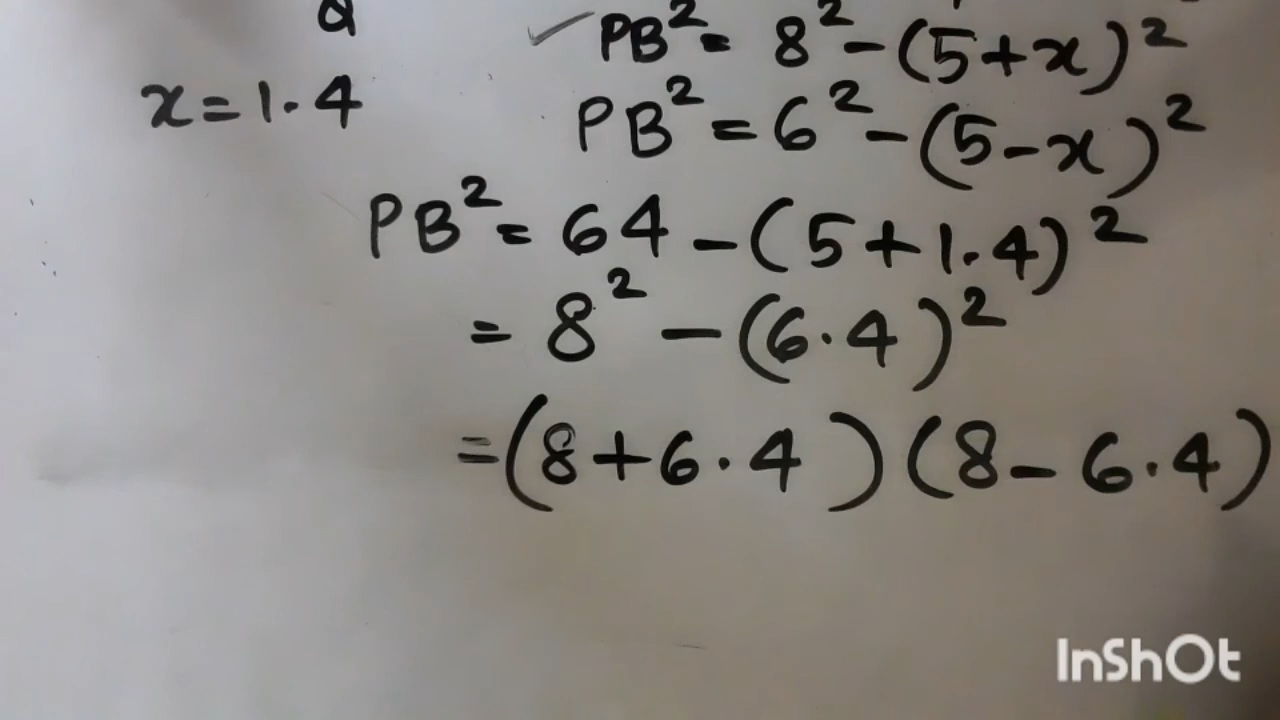 Q
PB² = 8² - (5+x)²
x = 1.4
PB² = 6² - (5-x)²
PB² = 64 - (5+1.4)²
= 8² - (6.4)²
= (8+6.4) (8-6.4)
InShOt